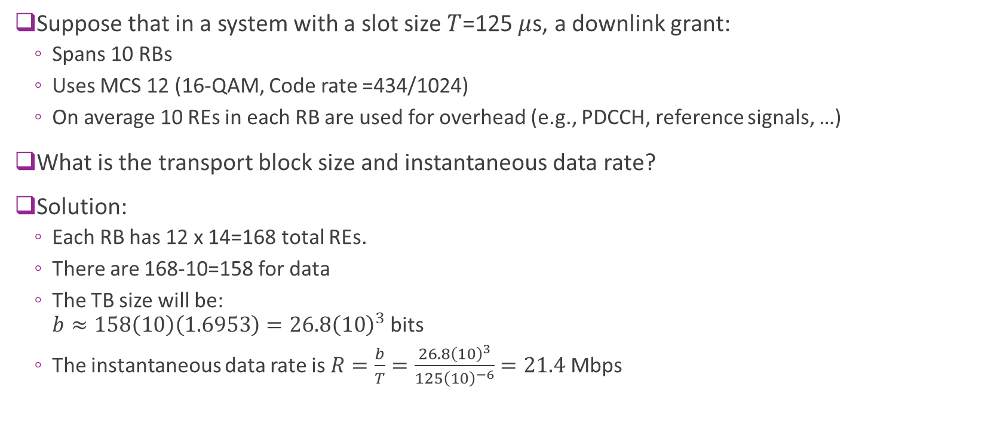 ❑Suppose that in a system with a slot size T=125 μs, a downlink grant:
◦ Spans 10 RBs
◦ Uses MCS 12 (16-QAM, Code rate =434/1024)
◦ On average 10 REs in each RB are used for overhead (e.g., PDCCH, reference signals, …)
❑What is the transport block size and instantaneous data rate?
❑Solution:
◦ Each RB has 12 x 14=168 total REs.
◦ There are 168-10=158 for data
◦ The TB size will be:
b ≈ 158(10)(1.6953) = 26.8(10)³ bits
◦ The instantaneous data rate is R = b/T = 26.8(10)³/125(10)⁻⁶ = 21.4 Mbps